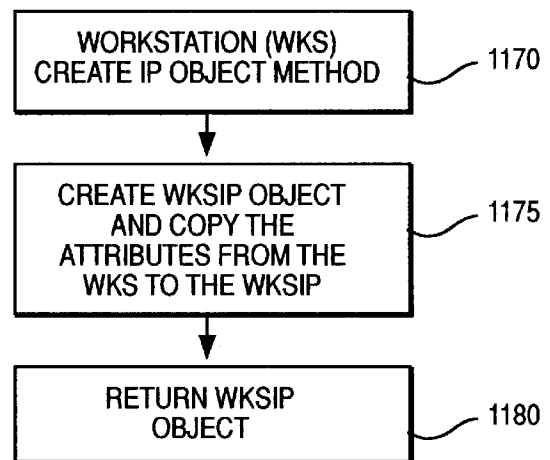 WORKSTATION (WKS)
CREATE IP OBJECT METHOD
1170
CREATE WKSIP OBJECT
AND COPY THE
ATTRIBUTES FROM THE
WKS TO THE WKSIP
1175
RETURN WKSIP
OBJECT
1180